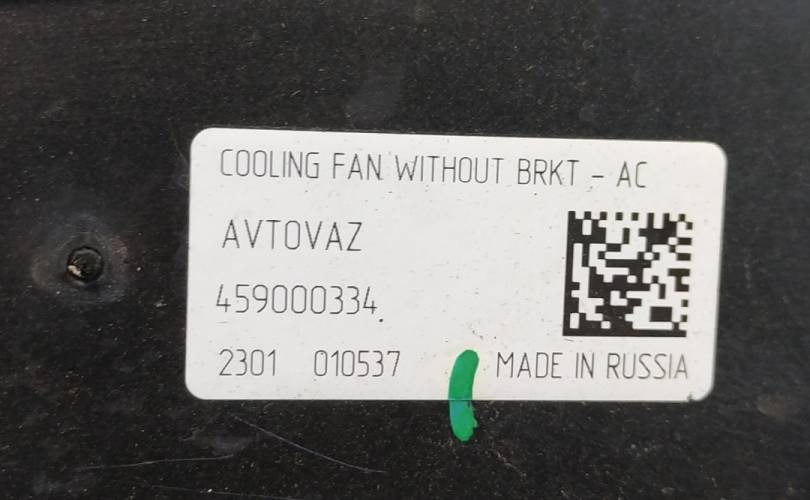 COOLING FAN WITHOUT BRKT - AC
AVTOVAZ
459000334
2301 010537 MADE IN RUSSIA